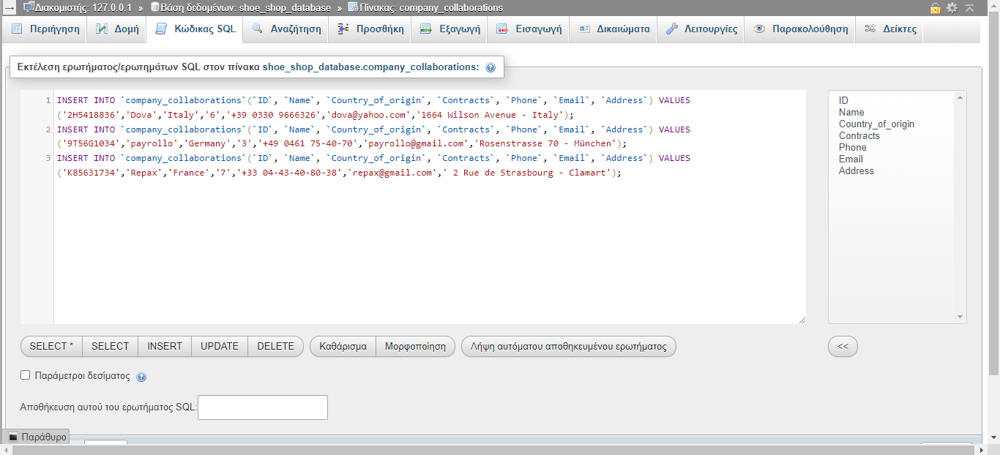 Διακομιστής: 127.0.0.1 » Βάση δεδομένων: shoe_shop_database » Πίνακας: company_collaborations
Περιήγηση Δομή Κώδικας SQL Αναζήτηση Προσθήκη Εξαγωγή Εισαγωγή Δικαιώματα Λειτουργίες Παρακολούθηση Δείκτες
Εκτέλεση ερωτήματος/ερωτημάτων SQL στον πίνακα shoe_shop_database.company_collaborations:
1 INSERT INTO `company_collaborations`(`ID`, `Name`, `Country_of_origin`, `Contracts`, `Phone`, `Email`, `Address`) VALUES
('2H5418836','Dova','Italy','6','+39 0330 9666326','dova@yahoo.com','1664 Wilson Avenue - Italy');
2 INSERT INTO `company_collaborations`(`ID`, `Name`, `Country_of_origin`, `Contracts`, `Phone`, `Email`, `Address`) VALUES
('9T56G1034','payrollo','Germany','3','+49 0461 75-40-70','payrollo@gmail.com','Rosenstrasse 70 - München');
3 INSERT INTO `company_collaborations`(`ID`, `Name`, `Country_of_origin`, `Contracts`, `Phone`, `Email`, `Address`) VALUES
('K85631734','Repax','France','7','+33 04-43-40-80-38','repax@gmail.com',' 2 Rue de Strasbourg - Clamart');
ID
Name
Country_of_origin
Contracts
Phone
Email
Address
SELECT * SELECT INSERT UPDATE DELETE Καθάρισμα Μορφοποίηση Λήψη αυτόματου αποθηκευμένου ερωτήματος <<
Παράμετροι δεσίματος
Αποθήκευση αυτού του ερωτήματος SQL:
Παράθυρο